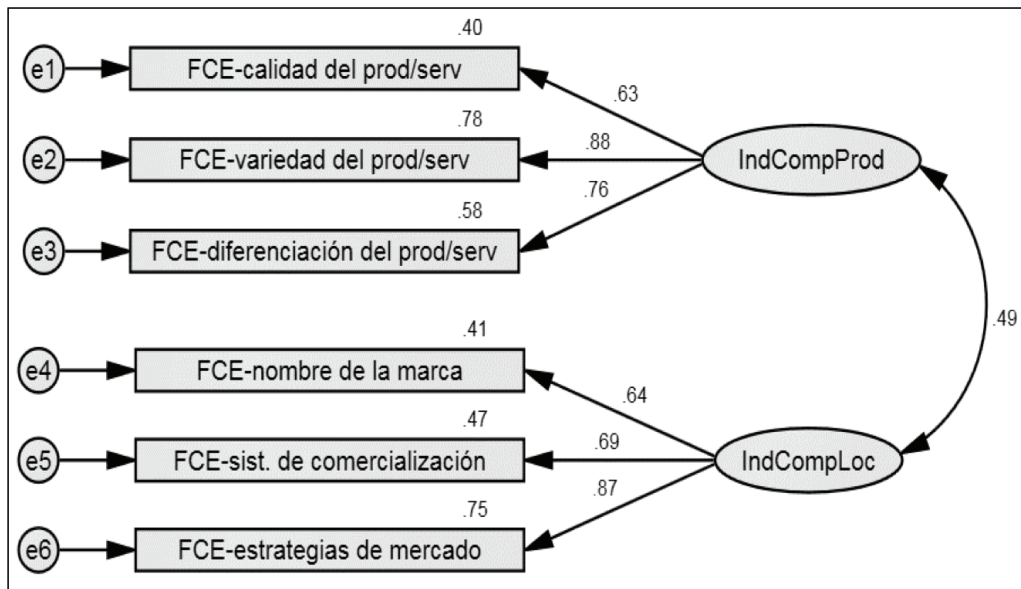 .40
e1
FCE-calidad del prod/serv
.63
.78
e2
FCE-variedad del prod/serv
.88
IndCompProd
.76
.58
e3
FCE-diferenciación del prod/serv
.49
.41
e4
FCE-nombre de la marca
.64
.47
e5
FCE-sist. de comercialización
.69
IndCompLoc
.87
.75
e6
FCE-estrategias de mercado